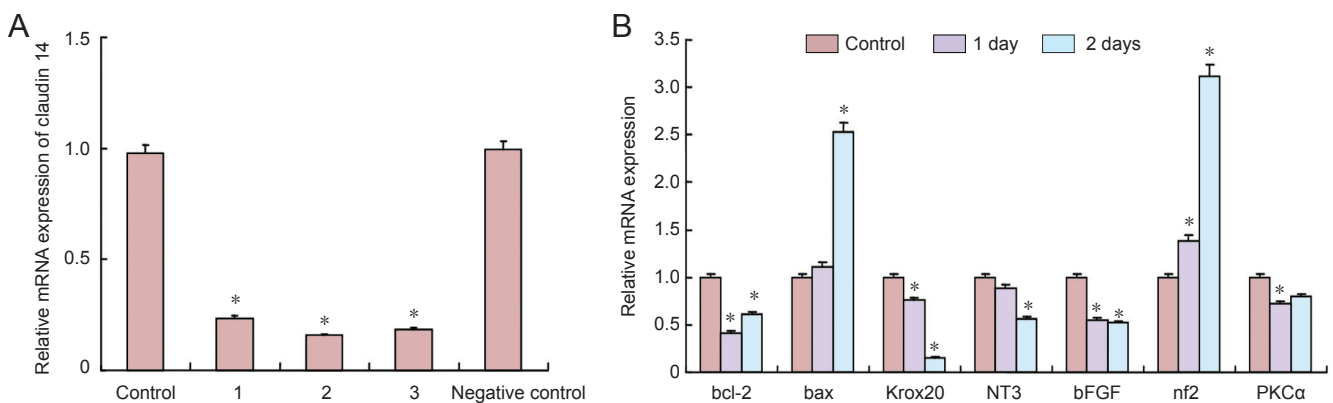 A
Relative mRNA expression of claudin 14
1.5
1.0
0.5
0
*
*
*
Control
1
2
3
Negative control
B
Relative mRNA expression
3.5
3.0
2.5
2.0
1.5
1.0
0.5
0
Control
1 day
2 days
*
*
*
*
*
*
*
*
*
*
*
bcl-2
bax
Krox20
NT3
bFGF
nf2
PKCα